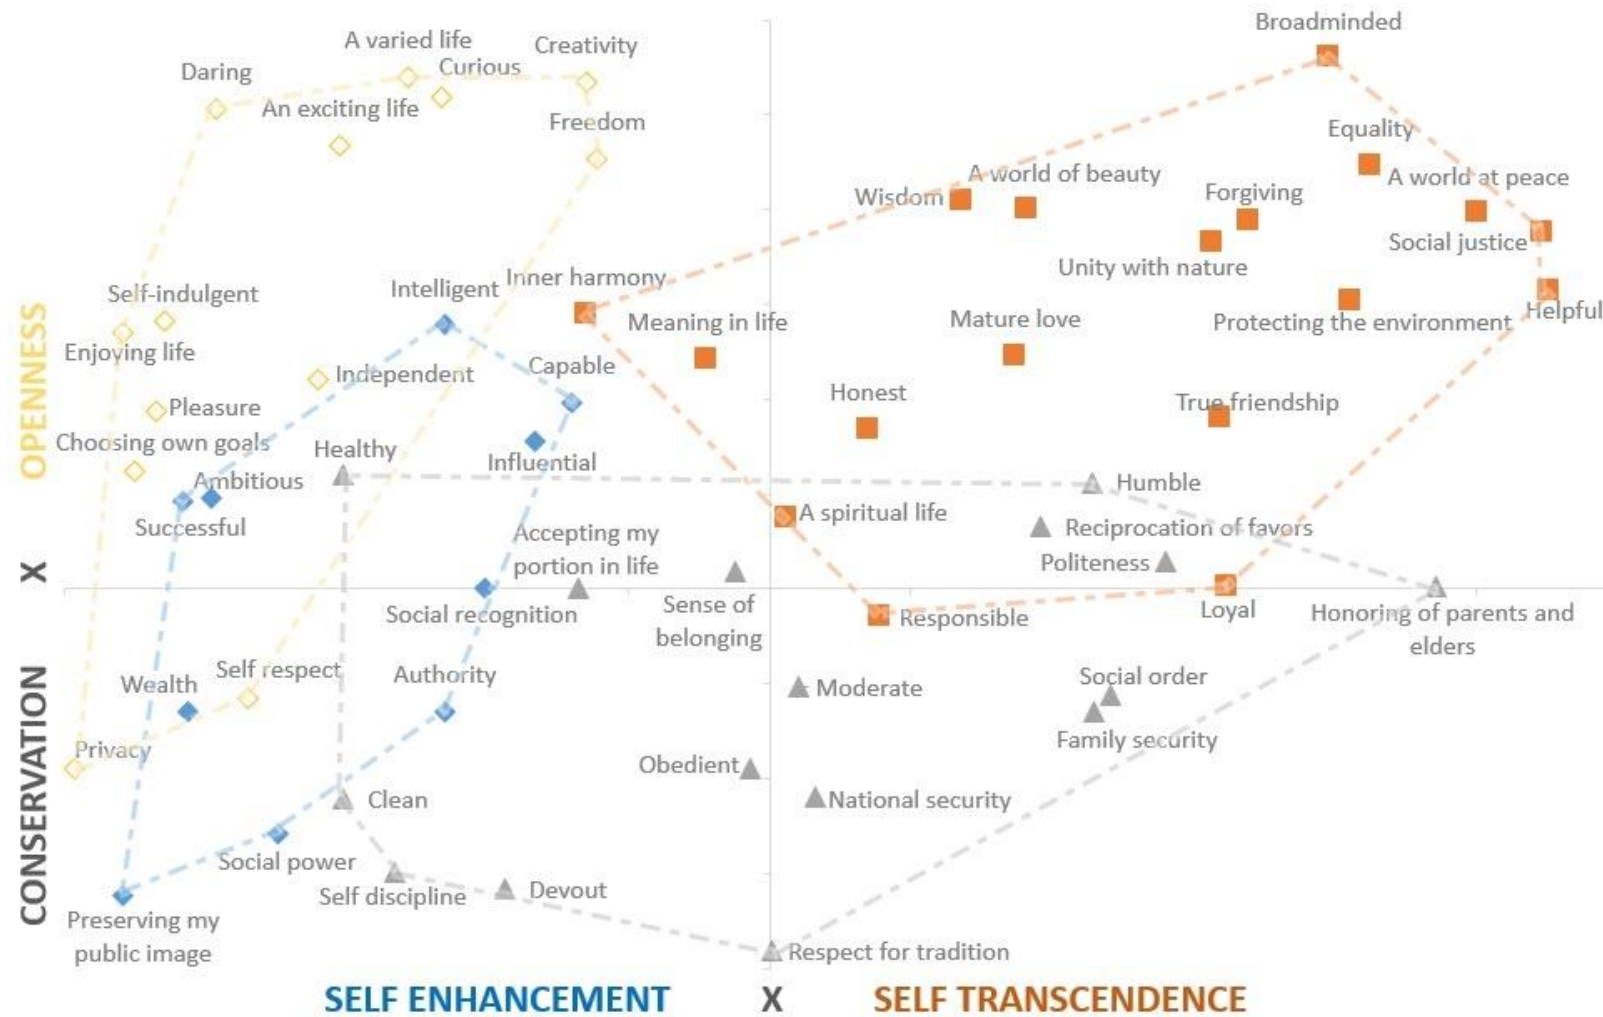 Broadminded
A varied life
Creativity
Curious
Daring
An exciting life
Freedom
Equality
A world of beauty
A world at peace
Wisdom
Forgiving
Social justice
Unity with nature
Inner harmony
Intelligent
Self-indulgent
Helpful
Meaning in life
Mature love
Protecting the environment
Enjoying life
Capable
Independent
Honest
True friendship
Pleasure
Choosing own goals
Healthy
Influential
Ambitious
Humble
A spiritual life
Successful
Reciprocation of favors
Accepting my
portion in life
Politeness
OPENNESS
X
CONSERVATION
Sense of
belonging
Social recognition
Responsible
Loyal
Honoring of parents and
elders
Self respect
Authority
Social order
Wealth
Moderate
Family security
Privacy
Obedient
Clean
National security
Social power
Self discipline
Devout
Preserving my
public image
Respect for tradition
SELF ENHANCEMENT
X
SELF TRANSCENDENCE